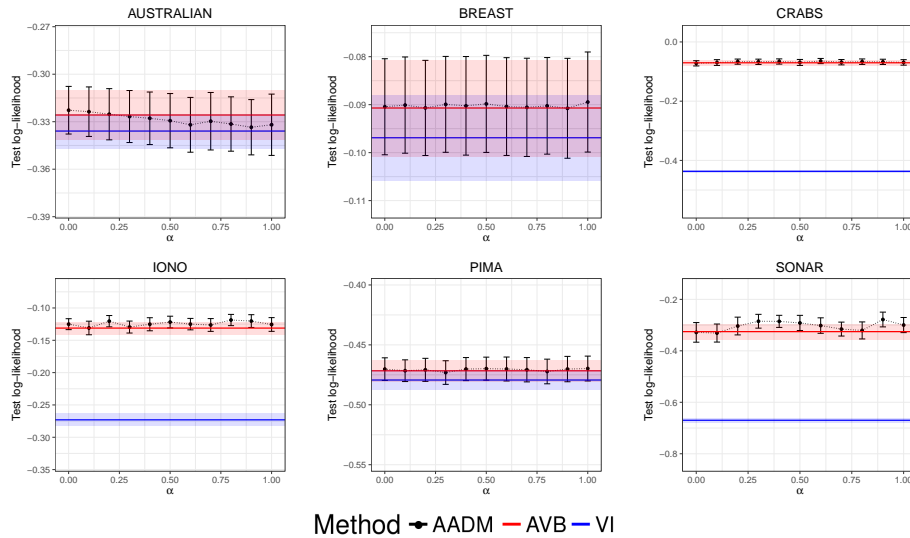 AUSTRALIAN
−0.27
−0.30
−0.33
−0.36
−0.39
Test log−likelihood
0.00 0.25 0.50 0.75 1.00
α
BREAST
−0.08
−0.09
−0.10
−0.11
Test log−likelihood
0.00 0.25 0.50 0.75 1.00
α
CRABS
0.0
−0.2
−0.4
Test log−likelihood
0.00 0.25 0.50 0.75 1.00
α
IONO
−0.10
−0.15
−0.20
−0.25
−0.30
−0.35
Test log−likelihood
0.00 0.25 0.50 0.75 1.00
α
PIMA
−0.40
−0.45
−0.50
−0.55
Test log−likelihood
0.00 0.25 0.50 0.75 1.00
α
SONAR
−0.2
−0.4
−0.6
−0.8
Test log−likelihood
0.00 0.25 0.50 0.75 1.00
α
Method AADM AVB VI